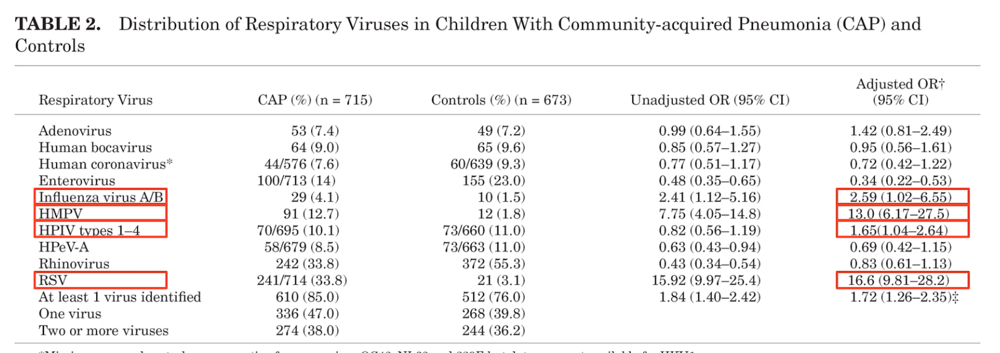 TABLE 2. Distribution of Respiratory Viruses in Children With Community-acquired Pneumonia (CAP) and
Controls
Respiratory Virus CAP (%) (n = 715) Controls (%) (n = 673) Unadjusted OR (95% CI) Adjusted OR† (95% CI)
Adenovirus 53 (7.4) 49 (7.2) 0.99 (0.64–1.55) 1.42 (0.81–2.49)
Human bocavirus 64 (9.0) 65 (9.6) 0.85 (0.57–1.27) 0.95 (0.56–1.61)
Human coronavirus* 44/576 (7.6) 60/639 (9.3) 0.77 (0.51–1.17) 0.72 (0.42–1.22)
Enterovirus 100/713 (14) 155 (23.0) 0.48 (0.35–0.65) 0.34 (0.22–0.53)
Influenza virus A/B 29 (4.1) 10 (1.5) 2.41 (1.12–5.16) 2.59 (1.02–6.55)
HMPV 91 (12.7) 12 (1.8) 7.75 (4.05–14.8) 13.0 (6.17–27.5)
HPIV types 1–4 70/695 (10.1) 73/660 (11.0) 0.82 (0.56–1.19) 1.65(1.04–2.64)
HPeV-A 58/679 (8.5) 73/663 (11.0) 0.63 (0.43–0.94) 0.69 (0.42–1.15)
Rhinovirus 242 (33.8) 372 (55.3) 0.43 (0.34–0.54) 0.83 (0.61–1.13)
RSV 241/714 (33.8) 21 (3.1) 15.92 (9.97–25.4) 16.6 (9.81–28.2)
At least 1 virus identified 610 (85.0) 512 (76.0) 1.84 (1.40–2.42) 1.72 (1.26–2.35)‡
One virus 336 (47.0) 268 (39.8)
Two or more viruses 274 (38.0) 244 (36.2)